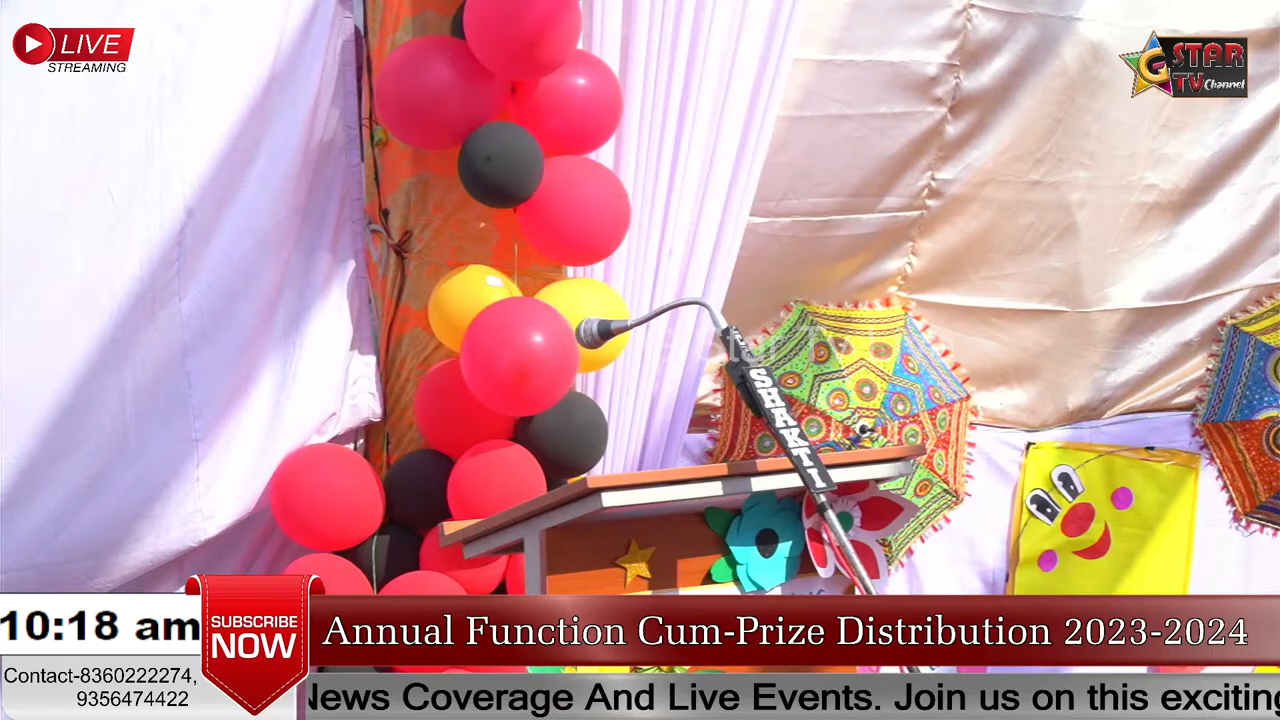 LIVE
STREAMING
G STAR
TV Channel
SHAKTI
10:18 am
SUBSCRIBE
NOW
Annual Function Cum-Prize Distribution 2023-2024
Contact-8360222274,
9356474422
News Coverage And Live Events. Join us on this exciting